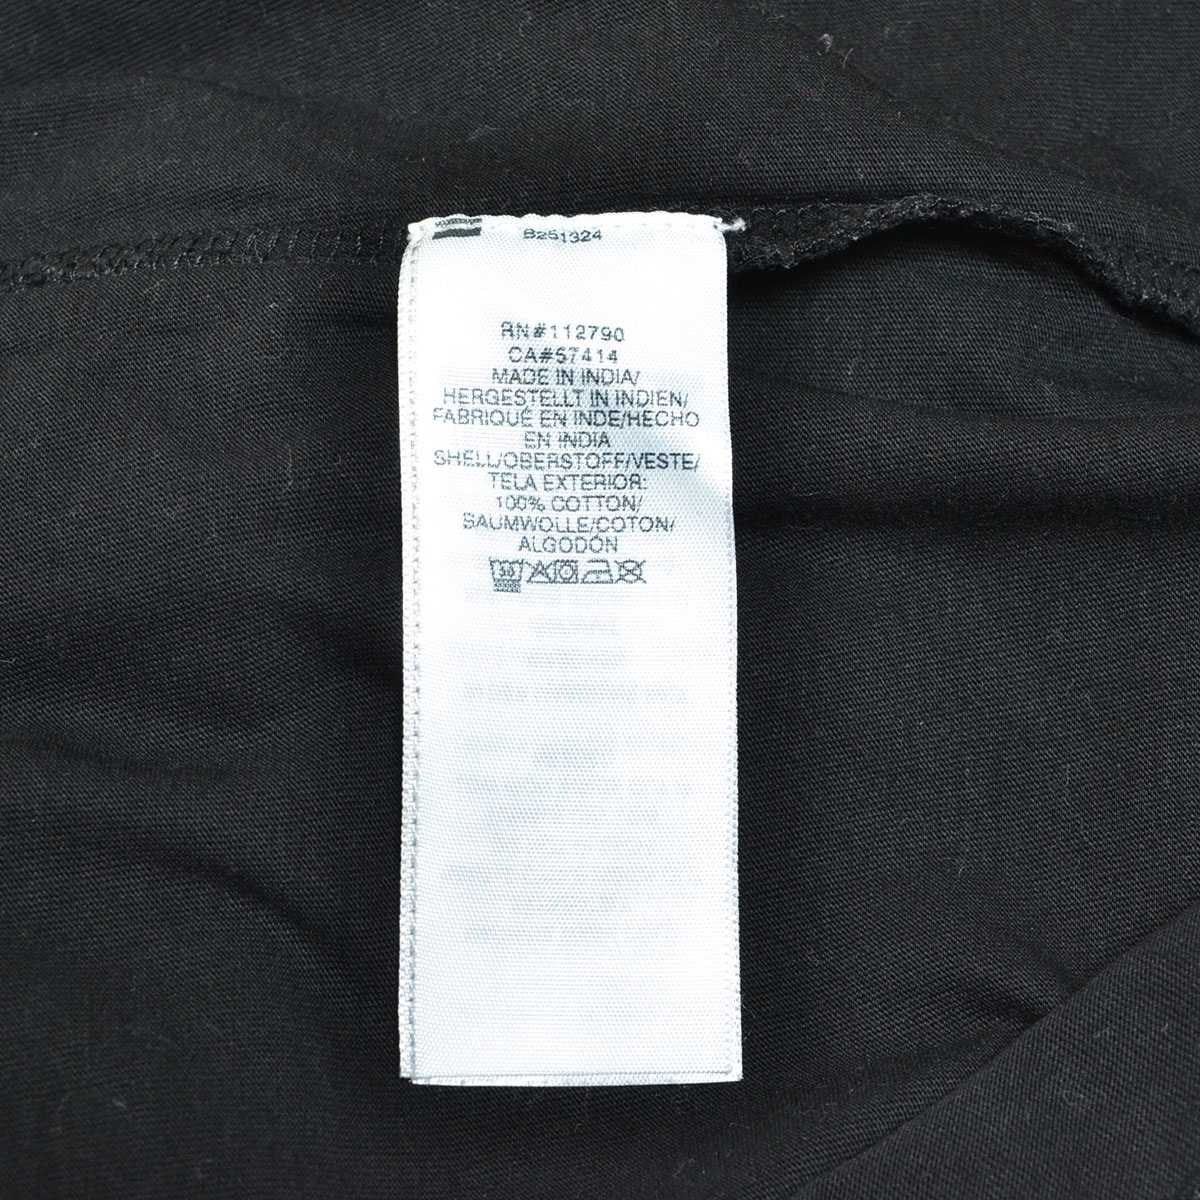 B251324
RN#112790
CA#57414
MADE IN INDIA/
HERGESTELLT IN INDIEN/
FABRIQUÉ EN INDE/HECHO
EN INDIA
SHELL/OBERSTOFF/VESTE/
TELA EXTERIOR:
100% COTTON/
BAUMWOLLE/COTON/
ALGODÓN
30